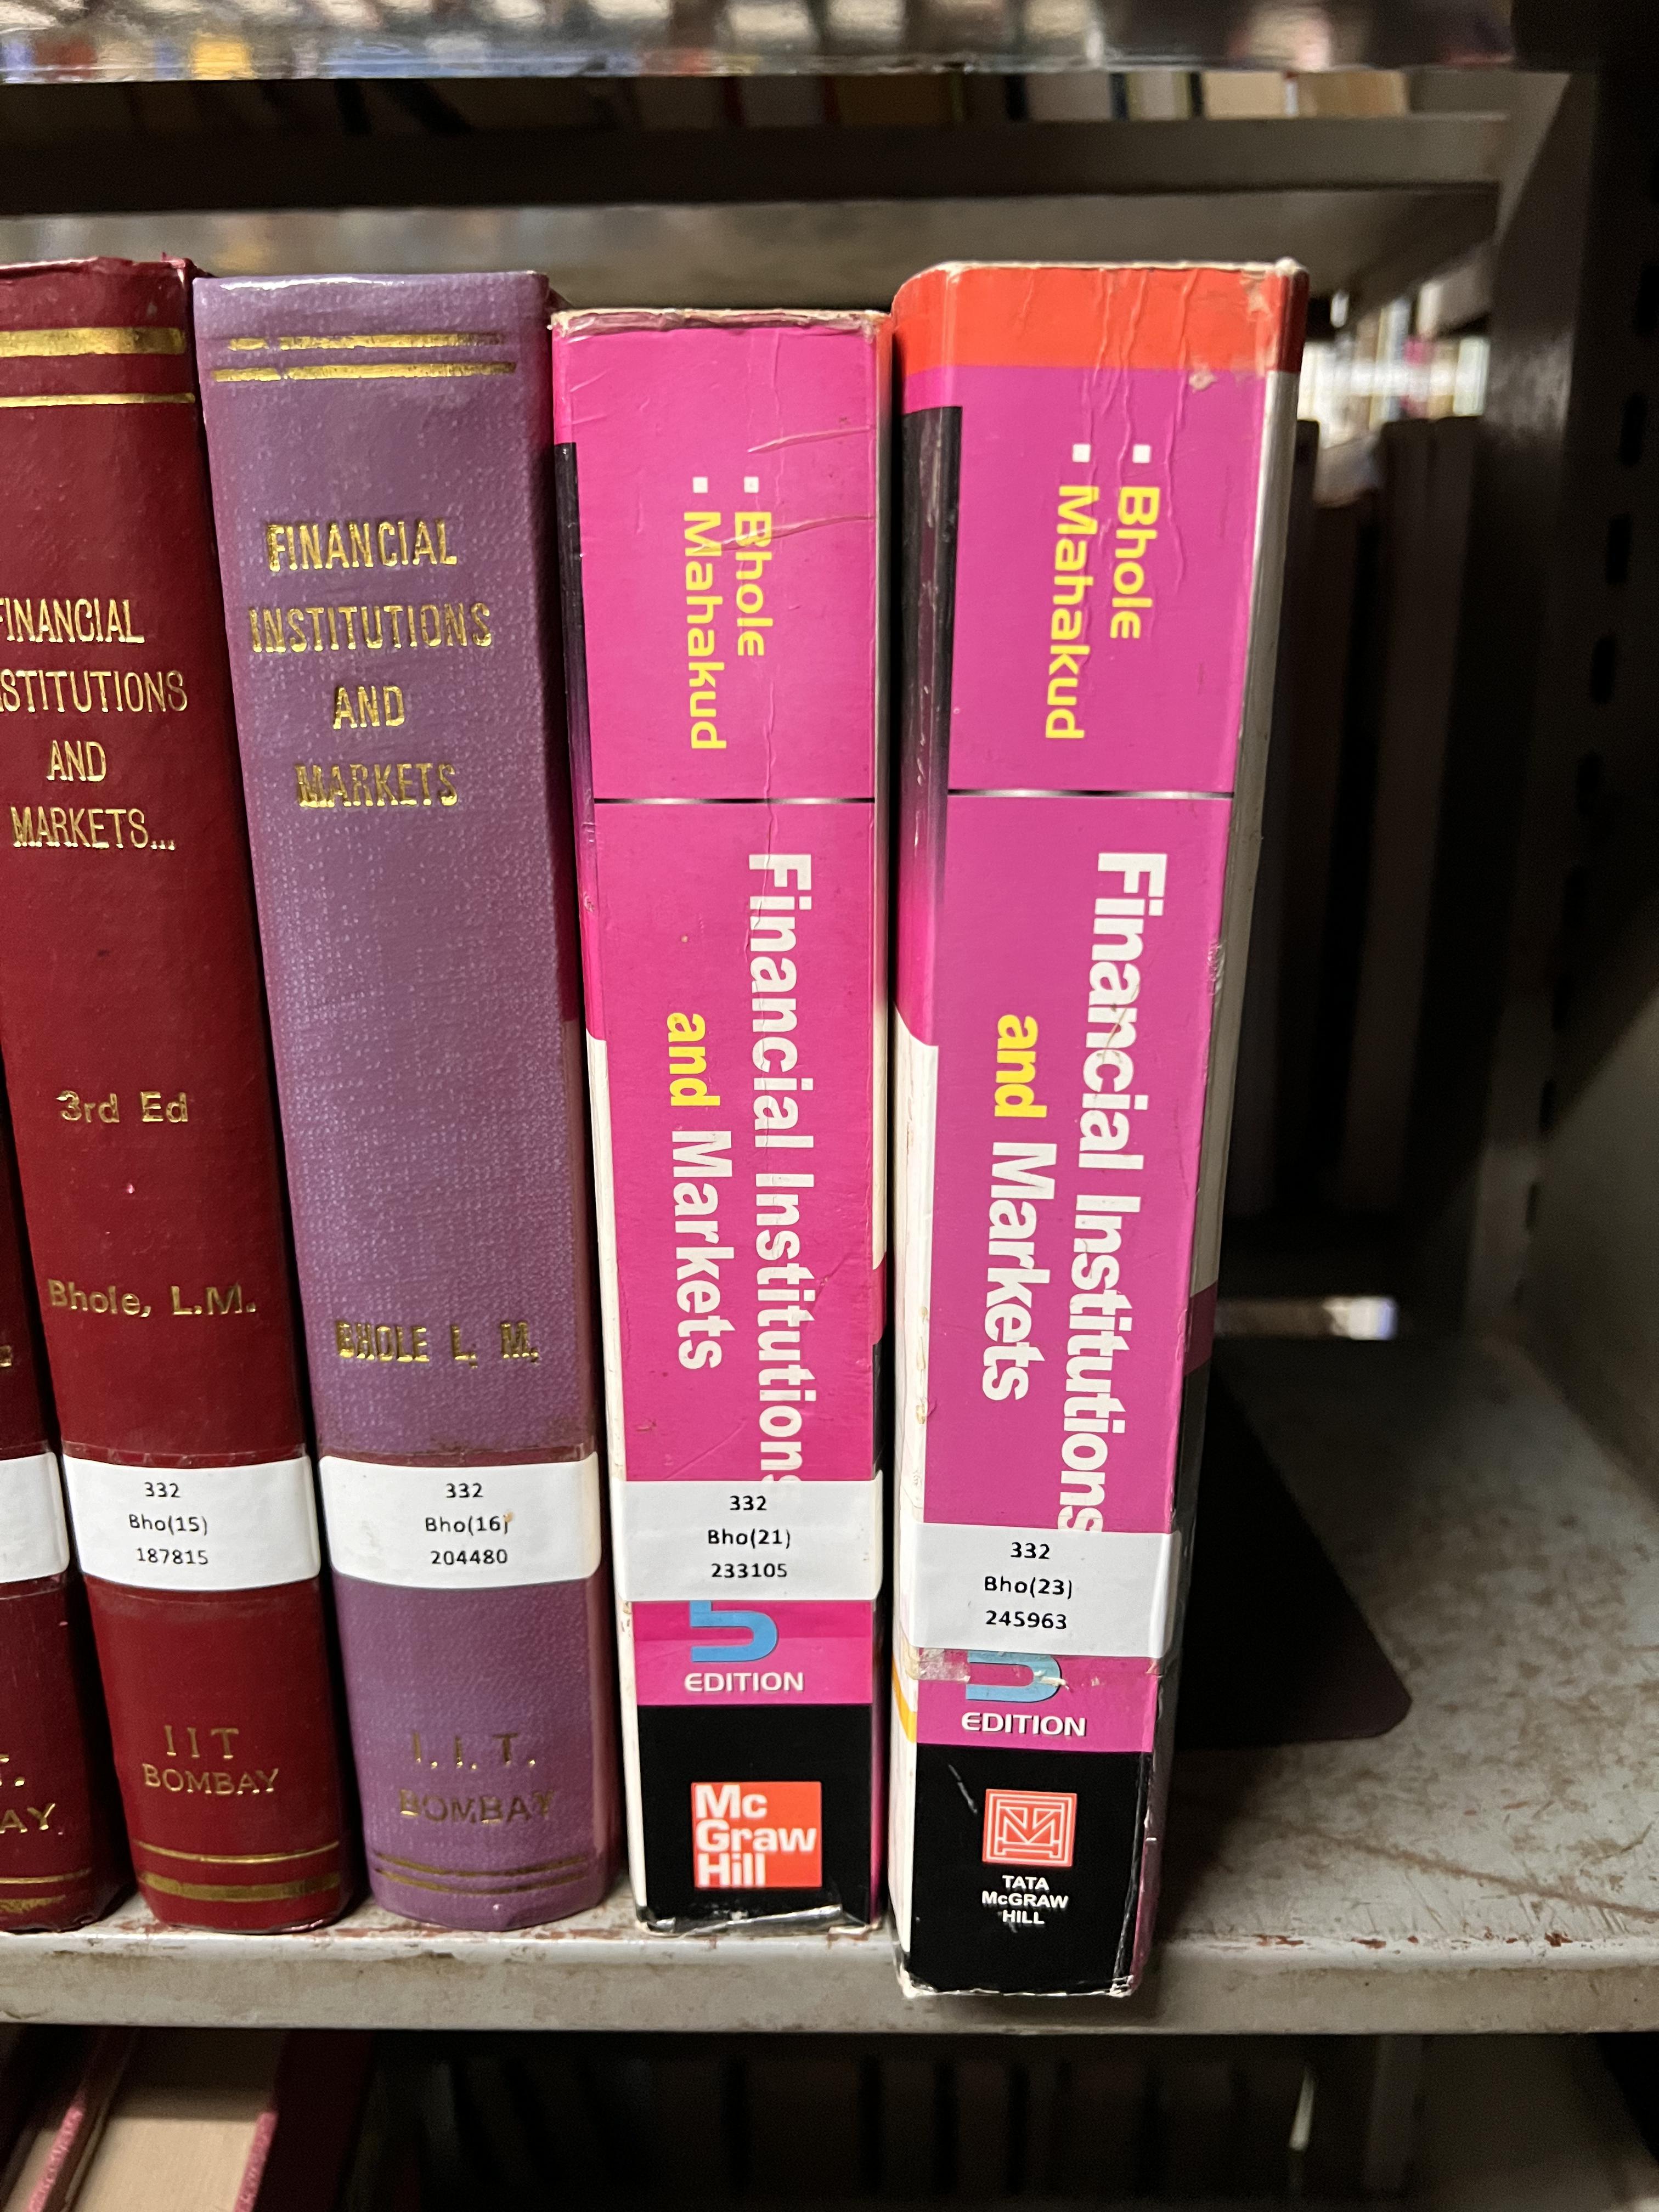 FINANCIAL
INSTITUTIONS
AND
MARKETS...
3rd Ed
Bhole, L.M.
332
Bho(15)
187815
IIT
BOMBAY
FINANCIAL
INSTITUTIONS
AND
MARKETS
BHOLE L. M.
332
Bho(16)
204480
I. I. T.
BOMBAY
Bhole
Mahakud
Financial Institutions
and Markets
332
Bho(21)
233105
EDITION
Mc
Graw
Hill
Bhole
Mahakud
Financial Institutions
and Markets
332
Bho(23)
245963
EDITION
TATA
McGRAW
HILL